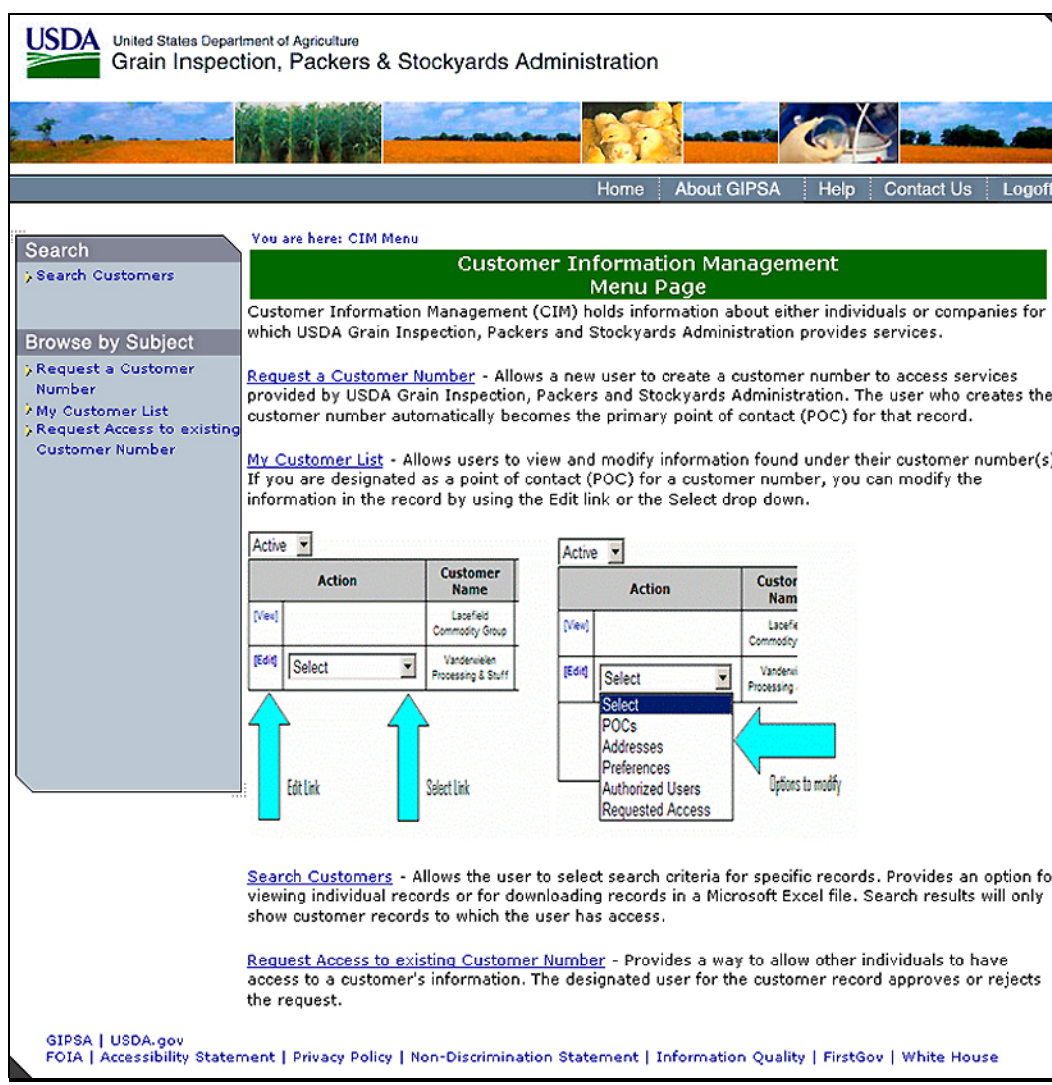 USDA United States Department of Agriculture
Grain Inspection, Packers & Stockyards Administration
Home About GIPSA Help Contact Us Logoff
Search
Search Customers
Browse by Subject
Request a Customer
Number
My Customer List
Request Access to existing
Customer Number
You are here: CIM Menu
Customer Information Management
Menu Page
Customer Information Management (CIM) holds information about either individuals or companies for
which USDA Grain Inspection, Packers and Stockyards Administration provides services.
Request a Customer Number - Allows a new user to create a customer number to access services
provided by USDA Grain Inspection, Packers and Stockyards Administration. The user who creates the
customer number automatically becomes the primary point of contact (POC) for that record.
My Customer List - Allows users to view and modify information found under their customer number(s)
If you are designated as a point of contact (POC) for a customer number, you can modify the
information in the record by using the Edit link or the Select drop down.
Active
Action Customer
Name
[View] Lacefield
Commodity Group
[Edit] Select Vanderwielen
Processing & Stuff
Edit Link Select Link
Active
Action Custor
Nam
[View] Lacefie
Commodity
[Edit] Select Vanderwi
Processing
Select
POCs
Addresses
Preferences
Authorized Users
Requested Access
Options to modify
Search Customers - Allows the user to select search criteria for specific records. Provides an option fo
viewing individual records or for downloading records in a Microsoft Excel file. Search results will only
show customer records to which the user has access.
Request Access to existing Customer Number - Provides a way to allow other individuals to have
access to a customer's information. The designated user for the customer record approves or rejects
the request.
GIPSA | USDA.gov
FOIA | Accessibility Statement | Privacy Policy | Non-Discrimination Statement | Information Quality | FirstGov | White House